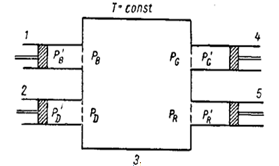 T= const
1 4
P'B PB PG P'G
2 5
P'D PD PR P'R
3